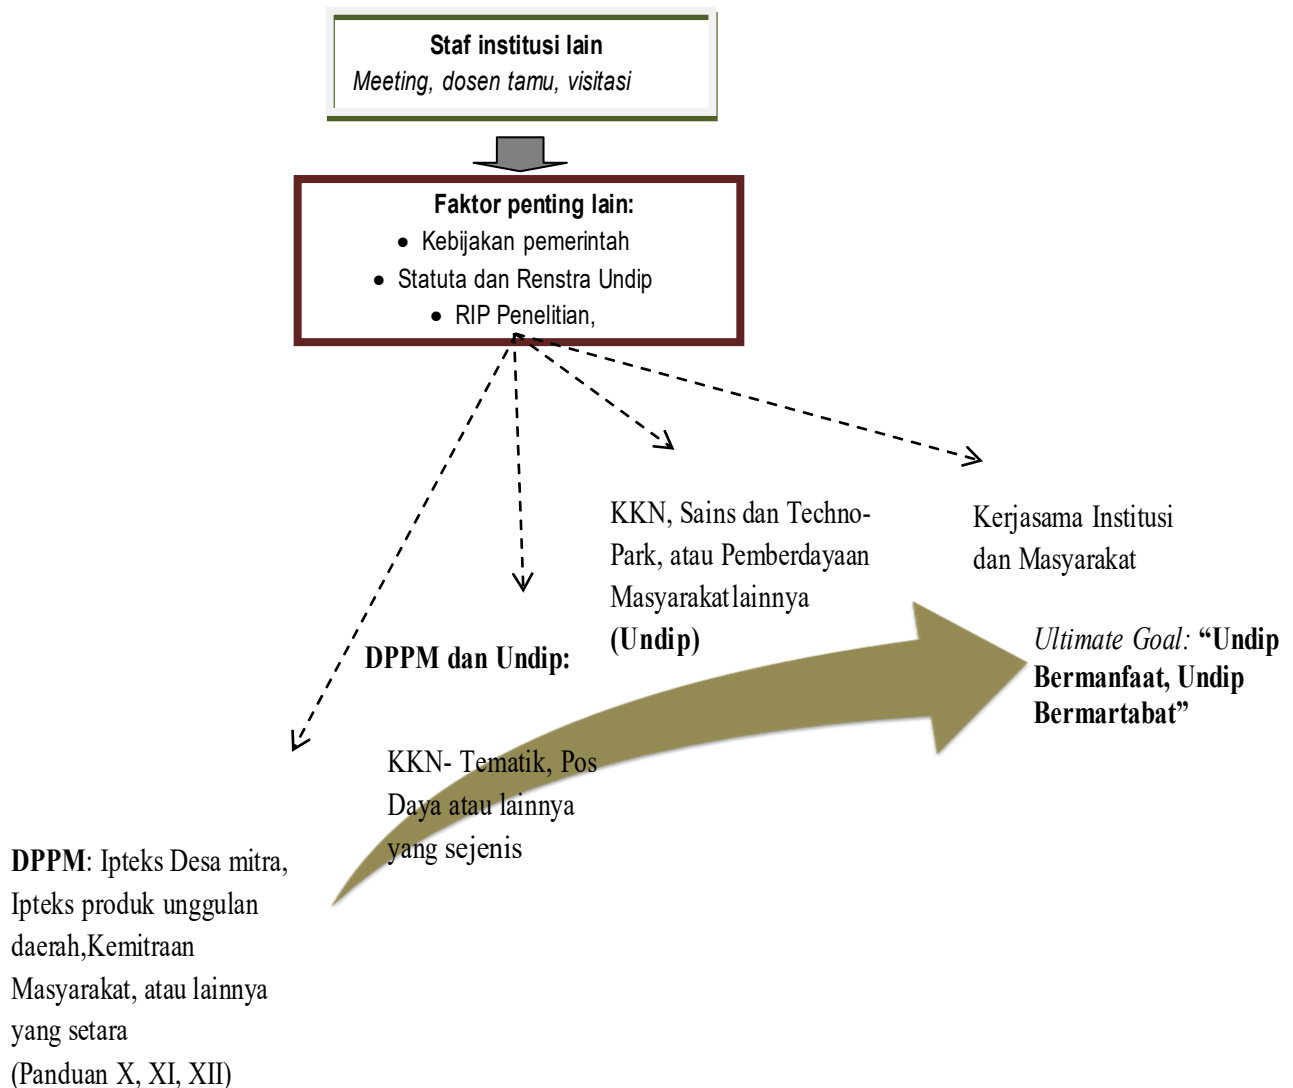 Staf institusi lain
Meeting, dosen tamu, visitasi
Faktor penting lain:
• Kebijakan pemerintah
• Statuta dan Renstra Undip
• RIP Penelitian,
KKN, Sains dan Techno-
Park, atau Pemberdayaan
Masyarakatlainnya
(Undip)
Kerjasama Institusi
dan Masyarakat
Ultimate Goal: “Undip
Bermanfaat, Undip
Bermartabat”
DPPM dan Undip:
KKN- Tematik, Pos
Daya atau lainnya
yang sejenis
DPPM: Ipteks Desa mitra,
Ipteks produk unggulan
daerah,Kemitraan
Masyarakat, atau lainnya
yang setara
(Panduan X, XI, XII)